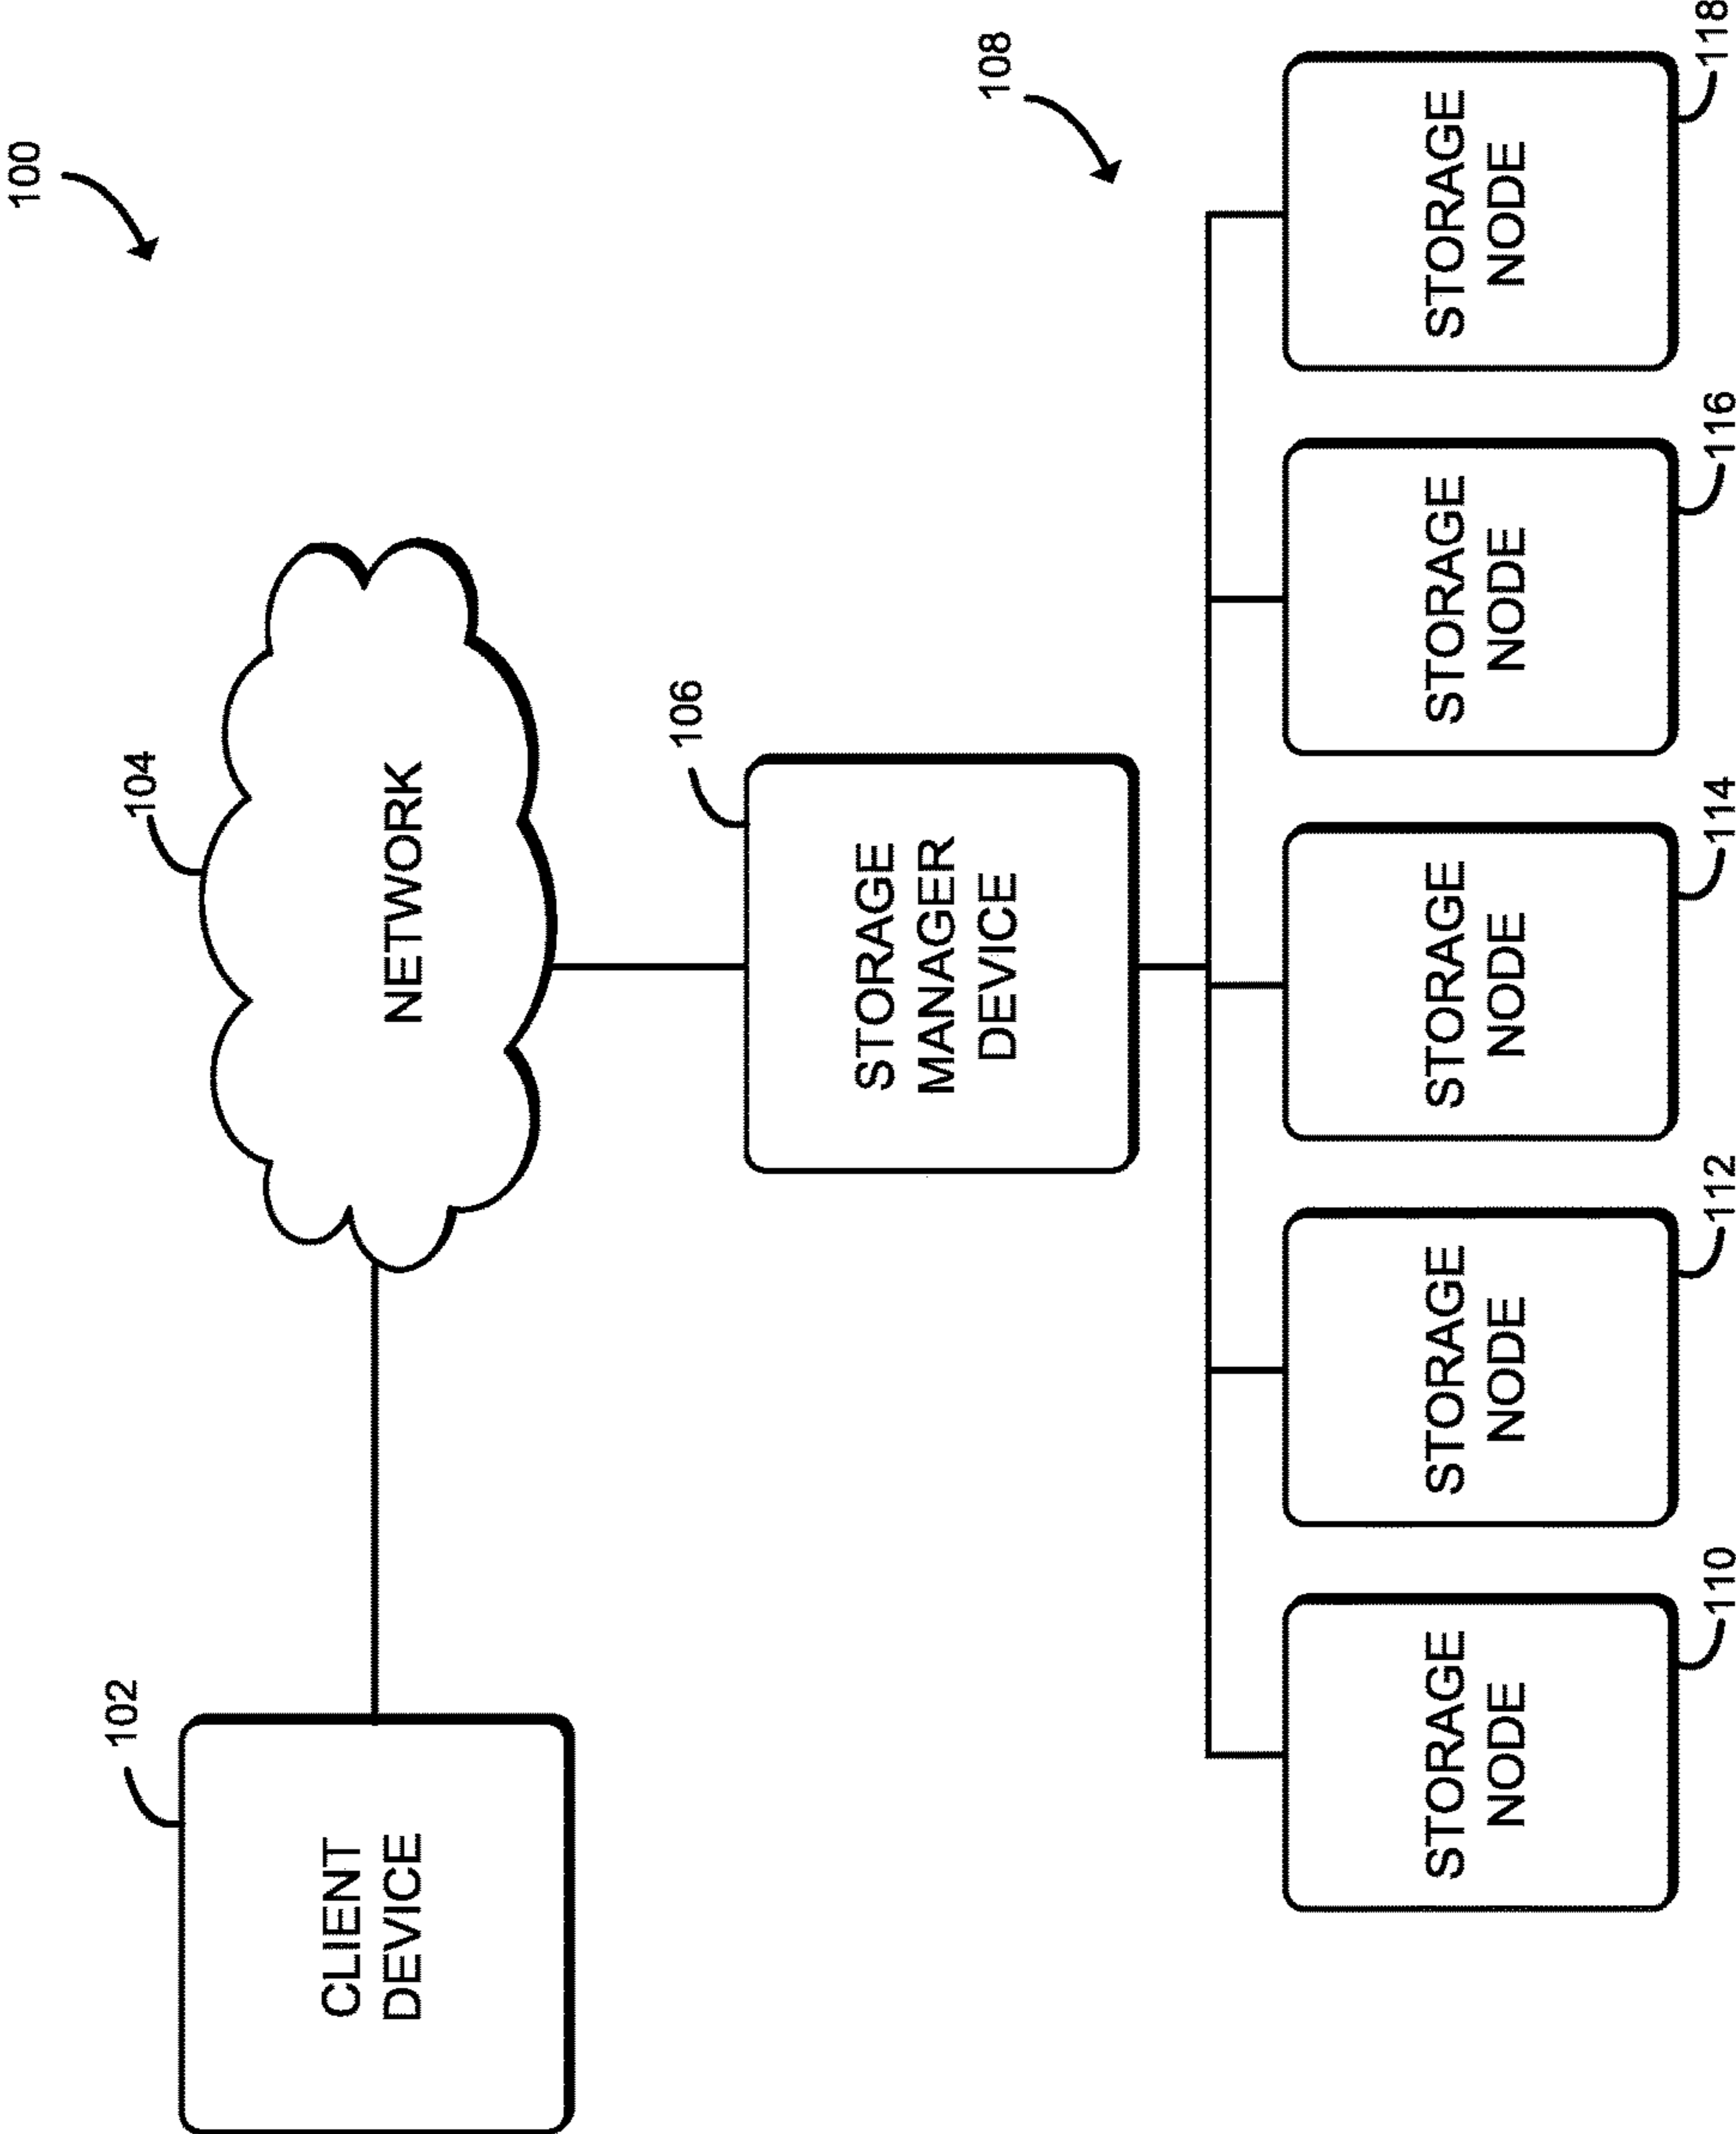 100
102
CLIENT
DEVICE
104
NETWORK
106
STORAGE
MANAGER
DEVICE
108
STORAGE
NODE
110
STORAGE
NODE
112
STORAGE
NODE
114
STORAGE
NODE
116
STORAGE
NODE
118